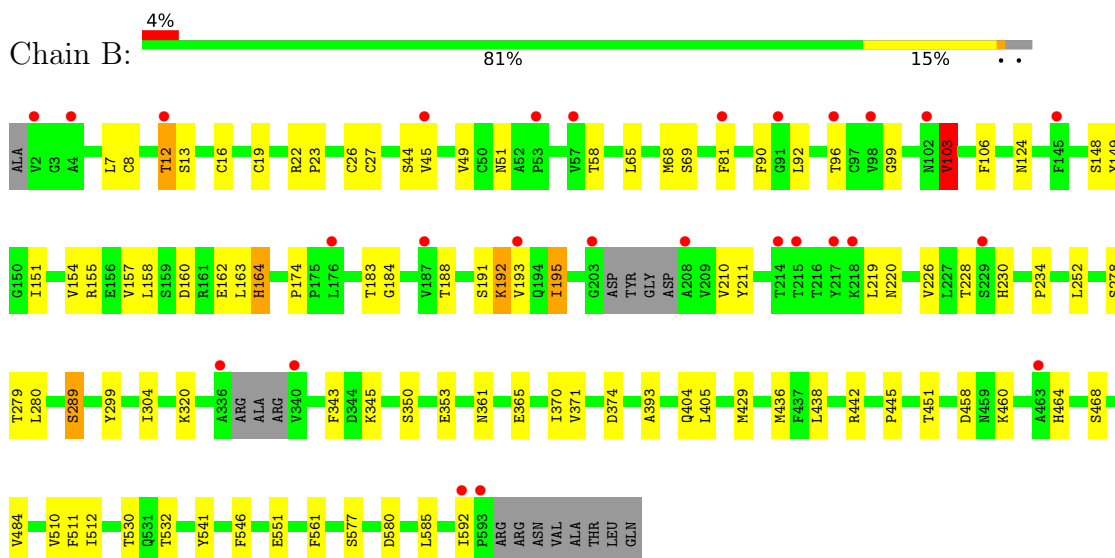 4%
Chain B:
81% 15% • •
ALA V2 G3 A4 L7 C8 T12 S13 C16 C19 R22 P23 C26 C27 S44 V45 V49 C50 N51 A52 P53 V57 T58 L65 M68 S69 F81 F90 G91 L92 T96 C97 V98 G99 N102 V103 F106 N124 F145 S148 Y149
G150 I151 V154 R155 E156 V157 L158 S159 D160 R161 E162 L163 H164 P174 P175 L176 T183 G184 V187 T188 S191 K192 V193 Q194 I195 G203 ASP TYR GLY ASP A208 V209 V210 Y211 T214 T215 T216 Y217 K218 L219 N220 V226 L227 T228 S229 H230 P234 L252 S278
T279 L280 S289 Y299 I304 K320 A336 ARG ALA ARG V340 F343 D344 K345 S350 E353 N361 E365 I370 V371 D374 A393 Q404 L405 M429 M436 F437 L438 R442 P445 T451 D458 N459 K460 A463 H464 S468
V484 V510 F511 I512 T530 Q531 T532 Y541 F546 E551 F561 S577 D580 L585 I592 P593 ARG ARG ASN VAL ALA THR LEU GLN